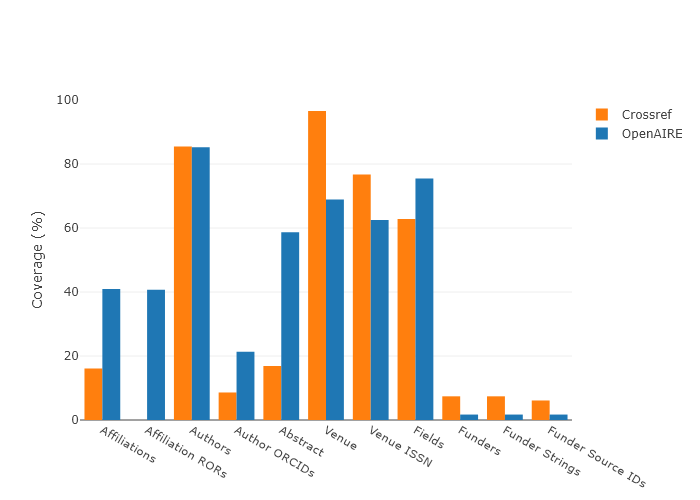 Crossref
OpenAIRE
Coverage (%)
100
80
60
40
20
0
Affiliations
Affiliation RORs
Authors
Author ORCIDs
Abstract
Venue
Venue ISSN
Fields
Funders
Funder Strings
Funder Source IDs